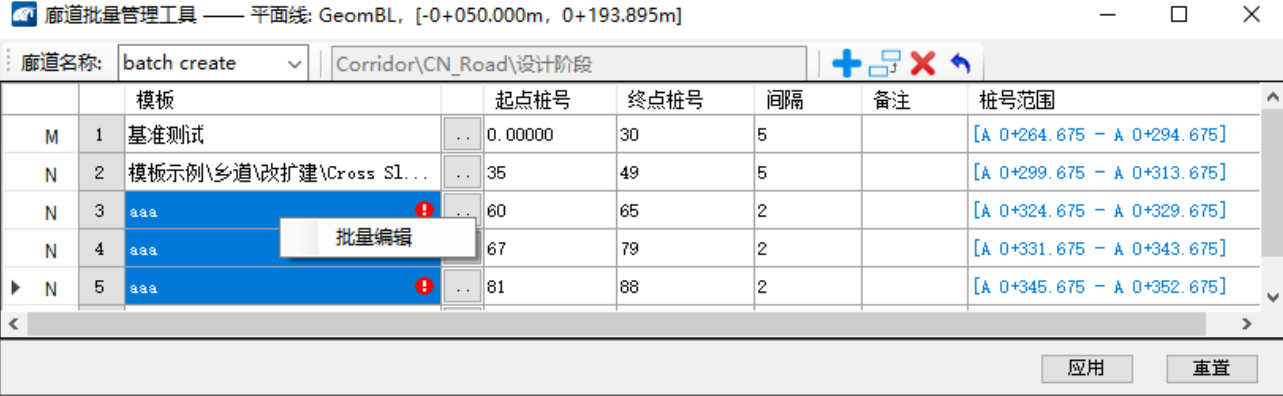 廊道批量管理工具 —— 平面线: GeomBL, [-0+050.000m, 0+193.895m]
廊道名称: batch create Corridor\CN_Road\设计阶段
模板 起点桩号 终点桩号 间隔 备注 桩号范围
M 1 基准测试 .. 0.00000 30 5 [A 0+264.675 - A 0+294.675]
N 2 模板示例\乡道\改扩建\Cross Sl... .. 35 49 5 [A 0+299.675 - A 0+313.675]
N 3 aaa .. 60 65 2 [A 0+324.675 - A 0+329.675]
批量编辑
N 4 aaa 67 79 2 [A 0+331.675 - A 0+343.675]
N 5 aaa .. 81 88 2 [A 0+345.675 - A 0+352.675]
应用 重置